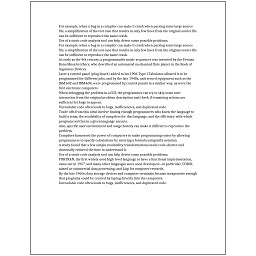 For example, when a bug in a compiler can make it crash when parsing some large source
file, a simplification of the test case that results in only few lines from the original source file
can be sufficient to reproduce the same crash.
Use of a static code analysis tool can help detect some possible problems.
For example, when a bug in a compiler can make it crash when parsing some large source
file, a simplification of the test case that results in only few lines from the original source file
can be sufficient to reproduce the same crash.
As early as the 9th century, a programmable music sequencer was invented by the Persian
Banu Musa brothers, who described an automated mechanical flute player in the Book of
Ingenious Devices.
Later a control panel (plug board) added to his 1906 Type I Tabulator allowed it to be
programmed for different jobs, and by the late 1940s, unit record equipment such as the
IBM 602 and IBM 604, were programmed by control panels in a similar way, as were the
first electronic computers.
When debugging the problem in a GUI, the programmer can try to skip some user
interaction from the original problem description and check if remaining actions are
sufficient for bugs to appear.
Unreadable code often leads to bugs, inefficiencies, and duplicated code.
Trade-offs from this ideal involve finding enough programmers who know the language to
build a team, the availability of compilers for that language, and the efficiency with which
programs written in a given language execute.
Also, specific user environment and usage history can make it difficult to reproduce the
problem.
Compilers harnessed the power of computers to make programming easier by allowing
programmers to specify calculations by entering a formula using infix notation.
A study found that a few simple readability transformations made code shorter and
drastically reduced the time to understand it.
Use of a static code analysis tool can help detect some possible problems.
FORTRAN, the first widely used high-level language to have a functional implementation,
came out in 1957, and many other languages were soon developed—in particular, COBOL
aimed at commercial data processing, and Lisp for computer research.
By the late 1960s, data storage devices and computer terminals became inexpensive enough
that programs could be created by typing directly into the computers.
Unreadable code often leads to bugs, inefficiencies, and duplicated code.